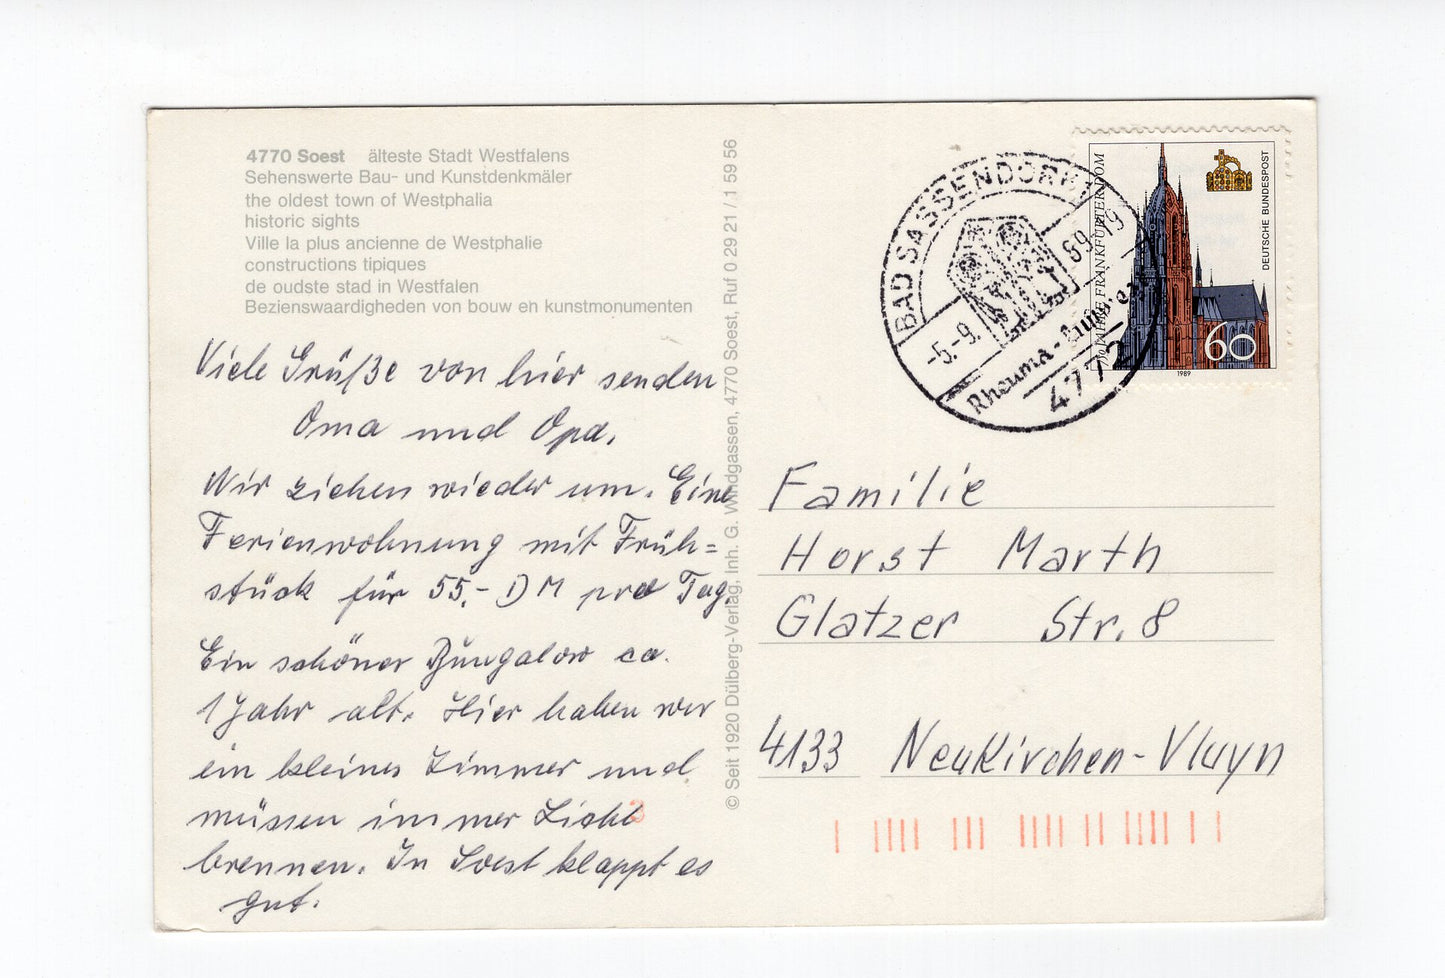 4770 Soest älteste Stadt Westfalens
Sehenswerte Bau- und Kunstdenkmäler
the oldest town of Westphalia
historic sights
Ville la plus ancienne de Westphalie
constructions tipiques
de oudste stad in Westfalen
Bezienswaardigheden von bouw eh kunstmonumenten
Viele Grüße von hier senden
Oma und Opa.
Wir ziehen wieder um. Eine
Ferienwohnung mit Früh=
stück für 55,- DM pro Tag.
Ein schöner Bungalow ca.
1 Jahr alt. Hier haben wir
ein kleines Zimmer und
müssen immer Licht
brennen. In Soest klappt es
gut.
2
© Seit 1920 Dülberg-Verlag, Inh. G. Windgassen, 4770 Soest, Ruf 0 29 21 / 1 59 56
BAD SASSENDORF
-5.-9.
89.-19
Rheuma-
4772
FRANKFURTER DOM
DEUTSCHE BUNDESPOST
60
1989
Familie
Horst Marth
Glatzer Str. 8
4133 Neukirchen-Vluyn